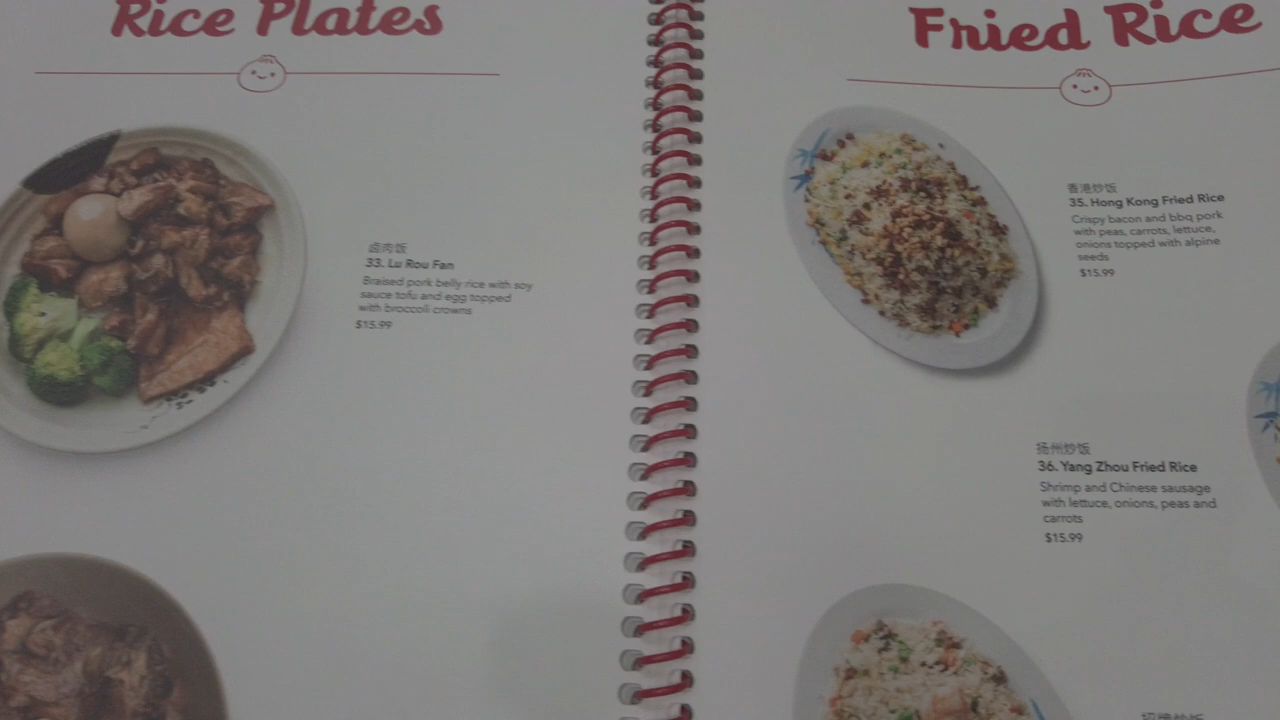 Rice Plates
卤肉饭
33. Lu Rou Fan
Braised pork belly rice with soy
sauce tofu and egg topped
with broccoli crowns
$15.99
Fried Rice
香港炒饭
35. Hong Kong Fried Rice
Crispy bacon and bbq pork
with peas, carrots, lettuce,
onions topped with alpine
seeds
$15.99
扬州炒饭
36. Yang Zhou Fried Rice
Shrimp and Chinese sausage
with lettuce, onions, peas and
carrots
$15.99